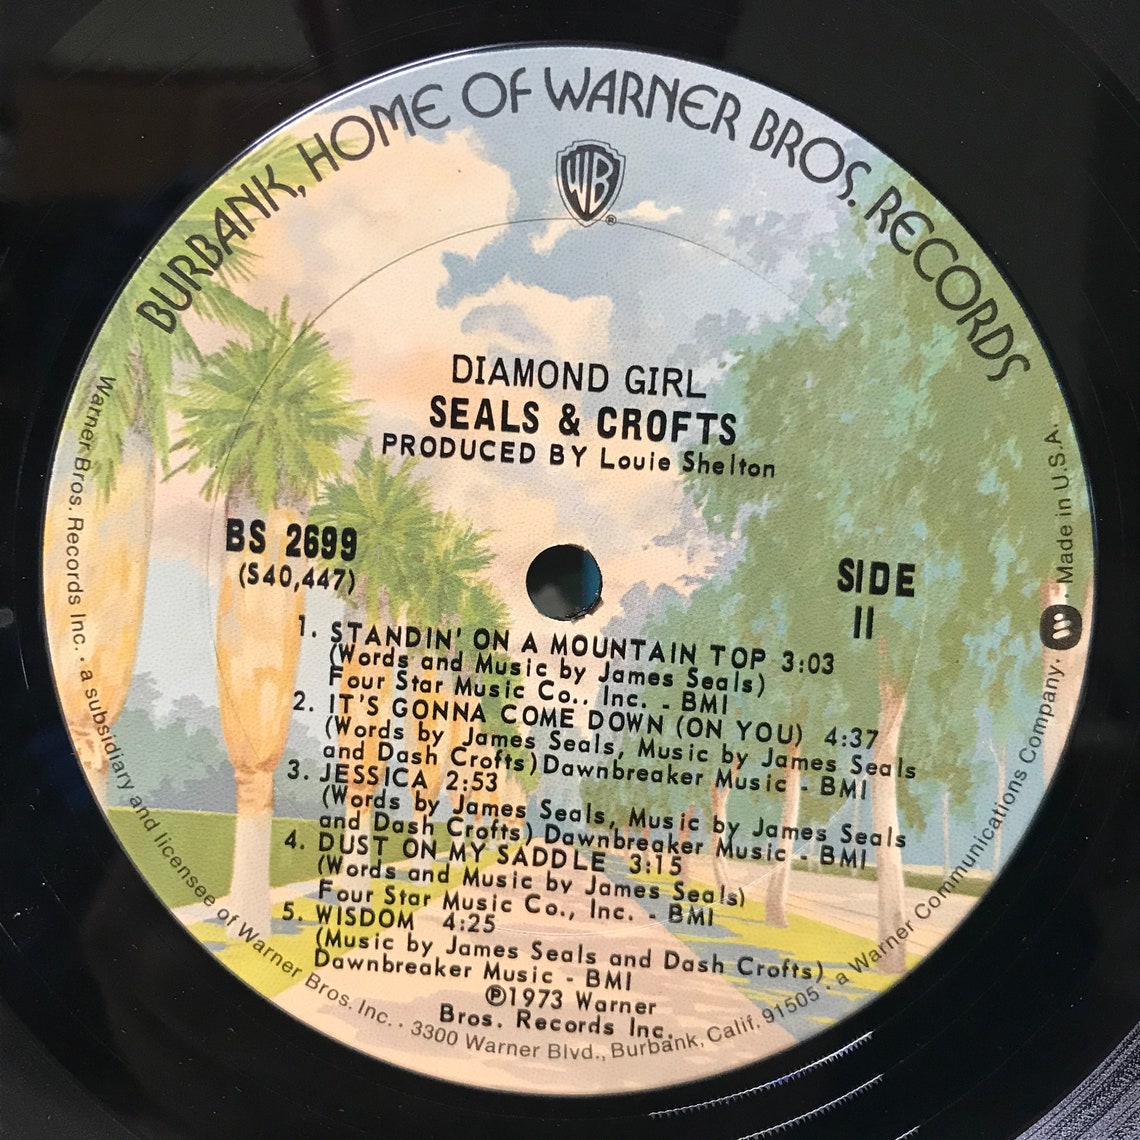 BURBANK, HOME OF WARNER BROS. RECORDS
WB
®
DIAMOND GIRL
SEALS & CROFTS
PRODUCED BY Louie Shelton
BS 2699
(S40,447)
SIDE
II
1. STANDIN' ON A MOUNTAIN TOP 3:03
(Words and Music by James Seals)
Four Star Music Co., Inc. - BMI
2. IT'S GONNA COME DOWN (ON YOU) 4:37
(Words by James Seals, Music by James Seals
and Dash Crofts) Dawnbreaker Music - BMI
3. JESSICA 2:53
(Words by James Seals, Music by James Seals
and Dash Crofts) Dawnbreaker Music - BMI
4. DUST ON MY SADDLE 3:15
(Words and Music by James Seals)
Four Star Music Co., Inc. - BMI
5. WISDOM 4:25
(Music by James Seals and Dash Crofts)
Dawnbreaker Music - BMI
℗1973 Warner
Bros. Records Inc.
Warner Bros. Records Inc. · a subsidiary and licensee of Warner Bros. Inc. · 3300 Warner Blvd., Burbank, Calif. 91505 · a Warner Communications Company. · Made in U.S.A.